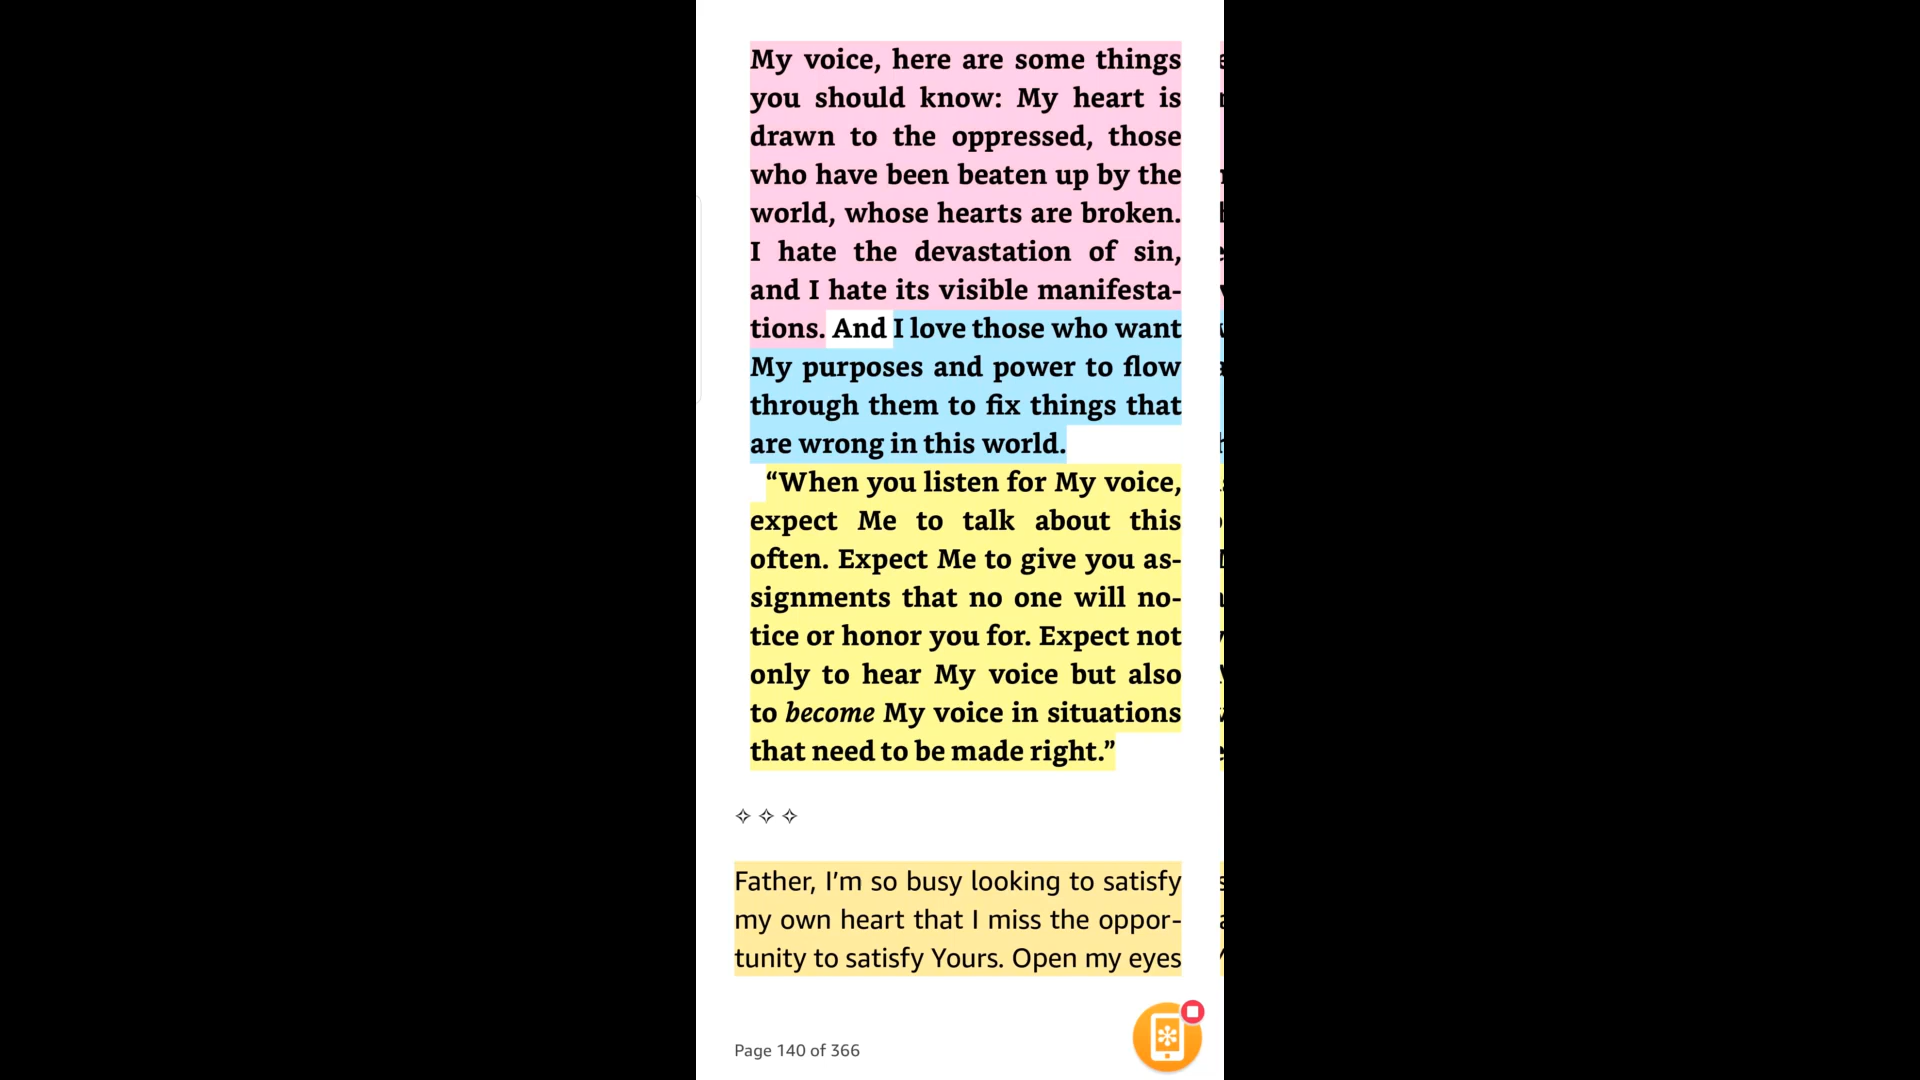 My voice, here are some things
you should know: My heart is
drawn to the oppressed, those
who have been beaten up by the
world, whose hearts are broken.
I hate the devastation of sin,
and I hate its visible manifesta-
tions. And I love those who want
My purposes and power to flow
through them to fix things that
are wrong in this world.
“When you listen for My voice,
expect Me to talk about this
often. Expect Me to give you as-
signments that no one will no-
tice or honor you for. Expect not
only to hear My voice but also
to become My voice in situations
that need to be made right.”
Father, I’m so busy looking to satisfy
my own heart that I miss the oppor-
tunity to satisfy Yours. Open my eyes
Page 140 of 366